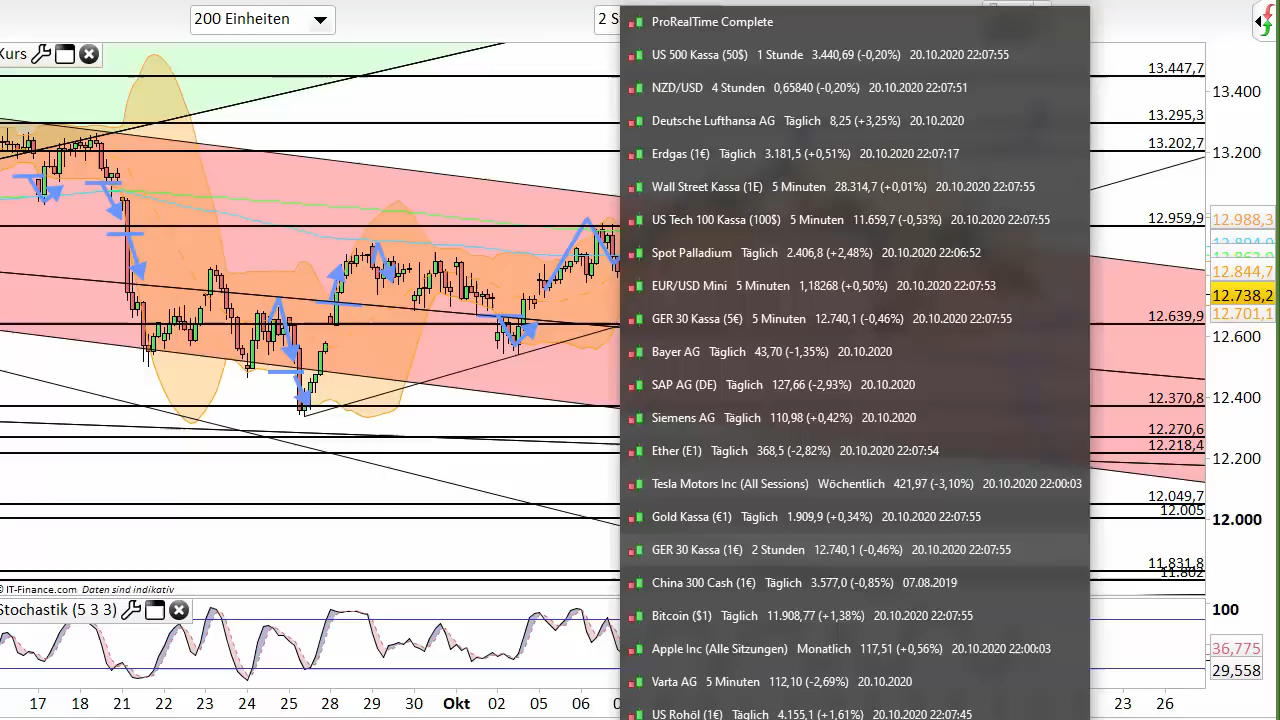 200 Einheiten
2 S
Kurs
ProRealTime Complete
US 500 Kassa (50$) 1 Stunde 3.440,69 (-0,20%) 20.10.2020 22:07:55
NZD/USD 4 Stunden 0,65840 (-0,20%) 20.10.2020 22:07:51
Deutsche Lufthansa AG Täglich 8,25 (+3,25%) 20.10.2020
Erdgas (1€) Täglich 3.181,5 (+0,51%) 20.10.2020 22:07:17
Wall Street Kassa (1E) 5 Minuten 28.314,7 (+0,01%) 20.10.2020 22:07:55
US Tech 100 Kassa (100$) 5 Minuten 11.659,7 (-0,53%) 20.10.2020 22:07:55
Spot Palladium Täglich 2.406,8 (+2,48%) 20.10.2020 22:06:52
EUR/USD Mini 5 Minuten 1,18268 (+0,50%) 20.10.2020 22:07:53
GER 30 Kassa (5€) 5 Minuten 12.740,1 (-0,46%) 20.10.2020 22:07:55
Bayer AG Täglich 43,70 (-1,35%) 20.10.2020
SAP AG (DE) Täglich 127,66 (-2,93%) 20.10.2020
Siemens AG Täglich 110,98 (+0,42%) 20.10.2020
Ether (E1) Täglich 368,5 (-2,82%) 20.10.2020 22:07:54
Tesla Motors Inc (All Sessions) Wöchentlich 421,97 (-3,10%) 20.10.2020 22:00:03
Gold Kassa (€1) Täglich 1.909,9 (+0,34%) 20.10.2020 22:07:55
GER 30 Kassa (1€) 2 Stunden 12.740,1 (-0,46%) 20.10.2020 22:07:55
China 300 Cash (1€) Täglich 3.577,0 (-0,85%) 07.08.2019
Bitcoin ($1) Täglich 11.908,77 (+1,38%) 20.10.2020 22:07:55
Apple Inc (Alle Sitzungen) Monatlich 117,51 (+0,56%) 20.10.2020 22:00:03
Varta AG 5 Minuten 112,10 (-2,69%) 20.10.2020
US Rohöl (1€) Täglich 4.155,1 (+1,61%) 20.10.2020 22:07:45
13.447,7
13.400
13.295,3
13.202,7
13.200
12.959,9
12.988,3
12.844,7
12.738,2
12.701,1
12.639,9
12.600
12.400
12.370,8
12.270,6
12.218,4
12.200
12.049,7
12.005
12.000
11.831,8
11.802
© IT-Finance.com Daten sind indikativ
Stochastik (5 3 3)
100
36,775
29,558
17 18 21 22 23 24 25 28 29 30 Okt 02 05 06 23 26